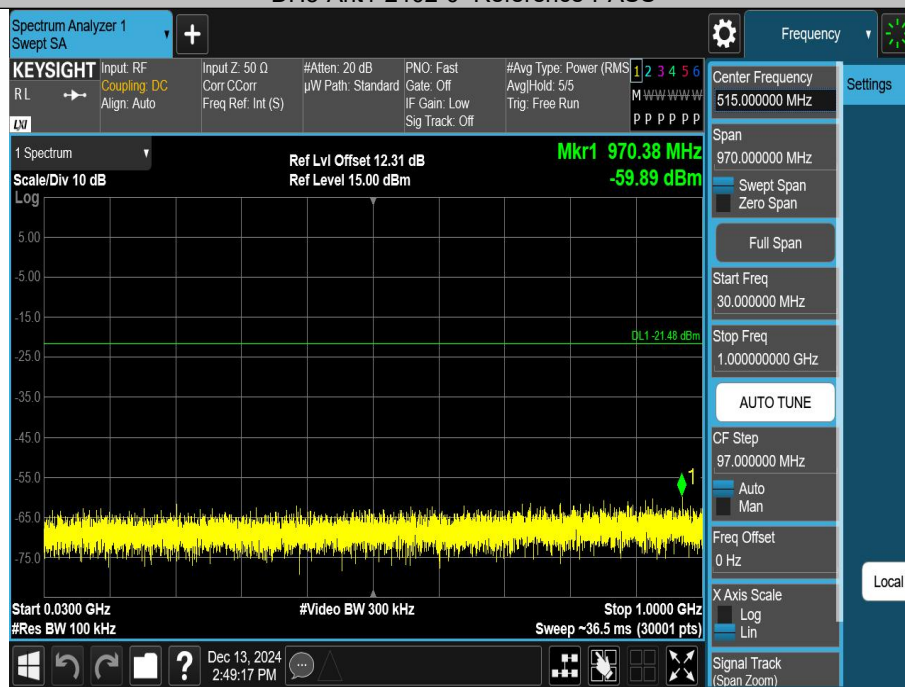 Spectrum Analyzer 1
Swept SA
+
Frequency
KEYSIGHT
RL
LXI
Input: RF
Coupling: DC
Align: Auto
Input Z: 50 Ω
Corr CCorr
Freq Ref: Int (S)
#Atten: 20 dB
µW Path: Standard
PNO: Fast
Gate: Off
IF Gain: Low
Sig Track: Off
#Avg Type: Power (RMS
Avg|Hold: 5/5
Trig: Free Run
1 2 3 4 5 6
M W W W W W
P P P P P P
1 Spectrum
Scale/Div 10 dB
Log
Ref Lvl Offset 12.31 dB
Ref Level 15.00 dBm
Mkr1 970.38 MHz
-59.89 dBm
5.00
-5.00
-15.0
DL1 -21.48 dBm
-25.0
-35.0
-45.0
-55.0
1
-65.0
-75.0
Start 0.0300 GHz
#Res BW 100 kHz
#Video BW 300 kHz
Stop 1.0000 GHz
Sweep ~36.5 ms (30001 pts)
?
Dec 13, 2024
2:49:17 PM
Center Frequency
515.000000 MHz
Span
970.000000 MHz
Swept Span
Zero Span
Full Span
Start Freq
30.000000 MHz
Stop Freq
1.000000000 GHz
AUTO TUNE
CF Step
97.000000 MHz
Auto
Man
Freq Offset
0 Hz
X Axis Scale
Log
Lin
Signal Track
(Span Zoom)
Settings
Local